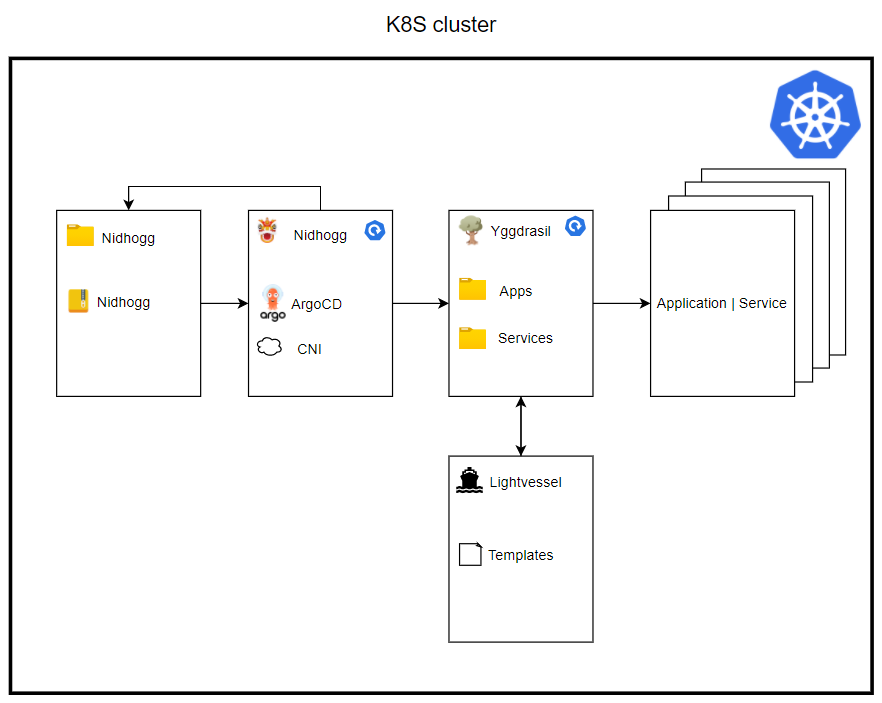 K8S cluster
Nidhogg
Nidhogg
Nidhogg
ArgoCD
argo
CNI
Yggdrasil
Apps
Services
Application | Service
Lightvessel
Templates